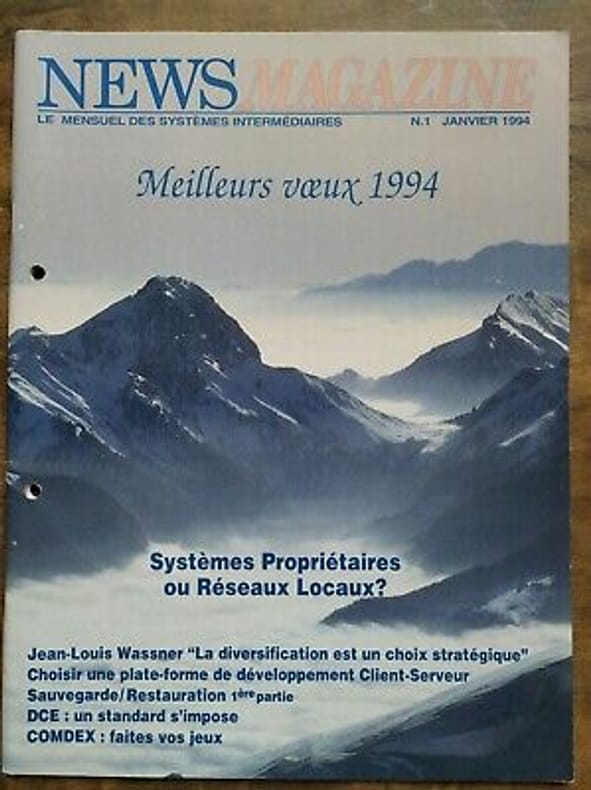 NEWS MAGAZINE
LE MENSUEL DES SYSTÈMES INTERMÉDIAIRES N.1 JANVIER 1994
Meilleurs vœux 1994
Systèmes Propriétaires
ou Réseaux Locaux?
Jean-Louis Wassner "La diversification est un choix stratégique"
Choisir une plate-forme de développement Client-Serveur
Sauvegarde/Restauration 1ère partie
DCE : un standard s'impose
COMDEX : faites vos jeux